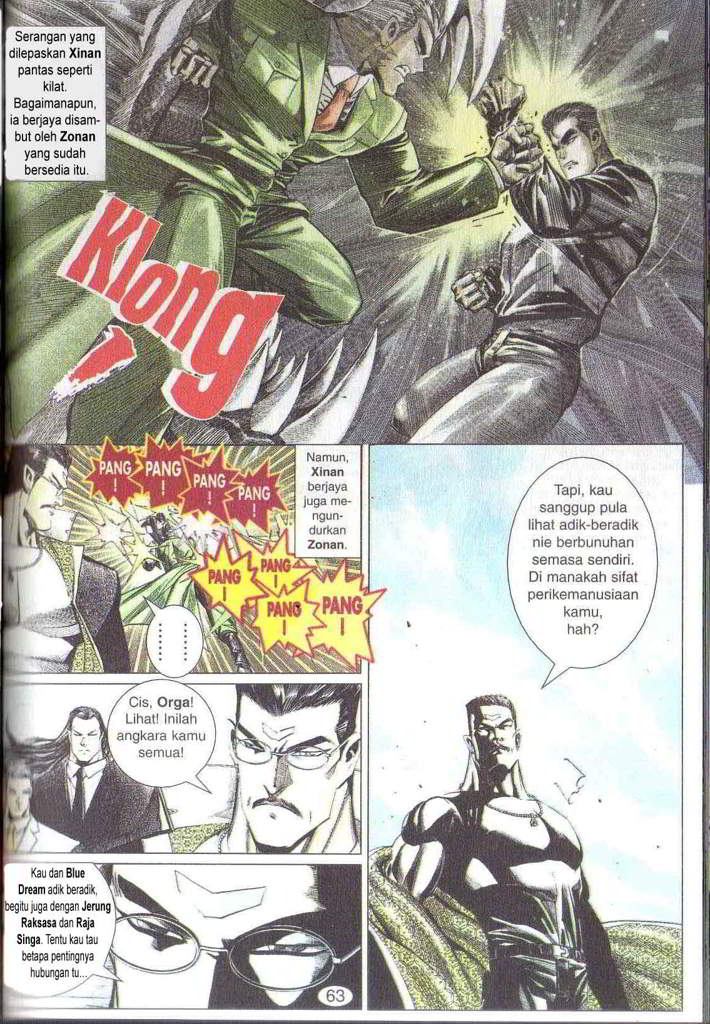 Serangan yang
dilepaskan Xinan
pantas seperti
kilat.
Bagaimanapun,
ia berjaya disam-
but oleh Zonan
yang sudah
bersedia itu.
Klong
!
PANG
!
PANG
!
PANG
!
PANG
!
Namun,
Xinan
berjaya
juga me-
ngun-
durkan
Zonan.
PANG
!
PANG
!
PANG
!
PANG
!
......
Cis, Orga!
Lihat! Inilah
angkara kamu
semua!
Kau dan Blue
Dream adik beradik,
begitu juga dengan Jerung
Raksasa dan Raja
Singa. Tentu kau tau
betapa pentingnya
hubungan tu...
Tapi, kau
sanggup pula
lihat adik-beradik
nie berbunuhan
semasa sendiri.
Di manakah sifat
perikemanusiaan
kamu,
hah?
63